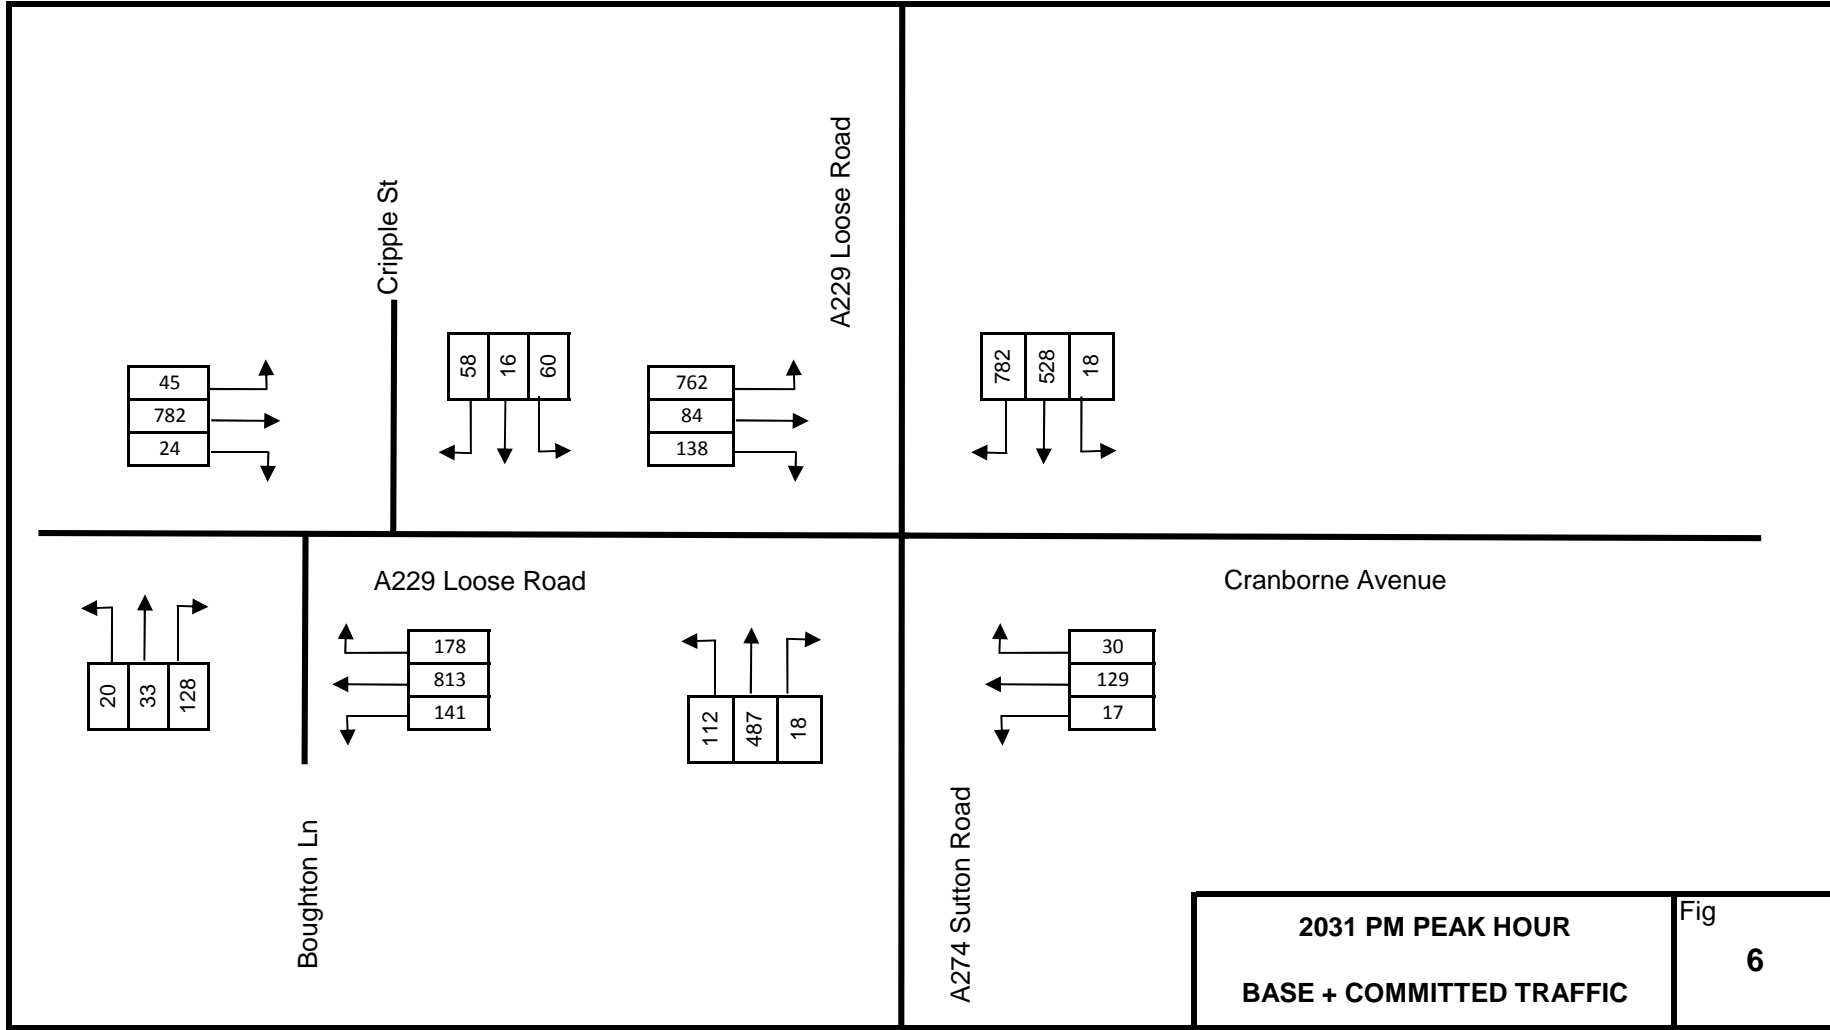 Cripple St
A229 Loose Road
45
782
24
58
16
60
762
84
138
782
528
18
A229 Loose Road
Cranborne Avenue
20
33
128
178
813
141
112
487
18
30
129
17
Boughton Ln
A274 Sutton Road
2031 PM PEAK HOUR
BASE + COMMITTED TRAFFIC
Fig
6